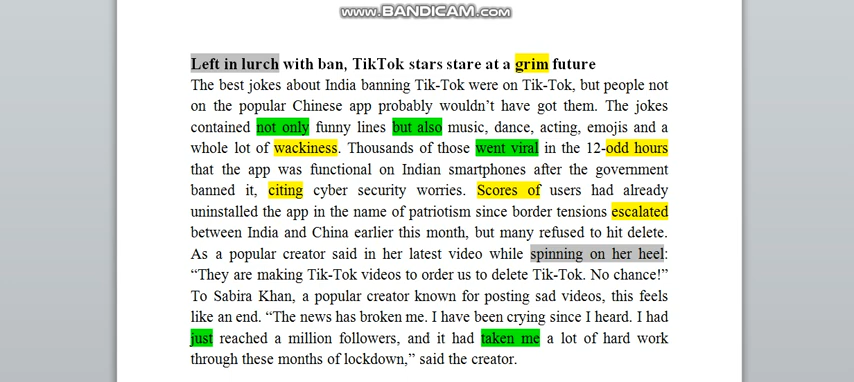 www.BANDICAM.com
Left in lurch with ban, TikTok stars stare at a grim future
The best jokes about India banning Tik-Tok were on Tik-Tok, but people not
on the popular Chinese app probably wouldn’t have got them. The jokes
contained not only funny lines but also music, dance, acting, emojis and a
whole lot of wackiness. Thousands of those went viral in the 12-odd hours
that the app was functional on Indian smartphones after the government
banned it, citing cyber security worries. Scores of users had already
uninstalled the app in the name of patriotism since border tensions escalated
between India and China earlier this month, but many refused to hit delete.
As a popular creator said in her latest video while spinning on her heel:
“They are making Tik-Tok videos to order us to delete Tik-Tok. No chance!”
To Sabira Khan, a popular creator known for posting sad videos, this feels
like an end. “The news has broken me. I have been crying since I heard. I had
just reached a million followers, and it had taken me a lot of hard work
through these months of lockdown,” said the creator.